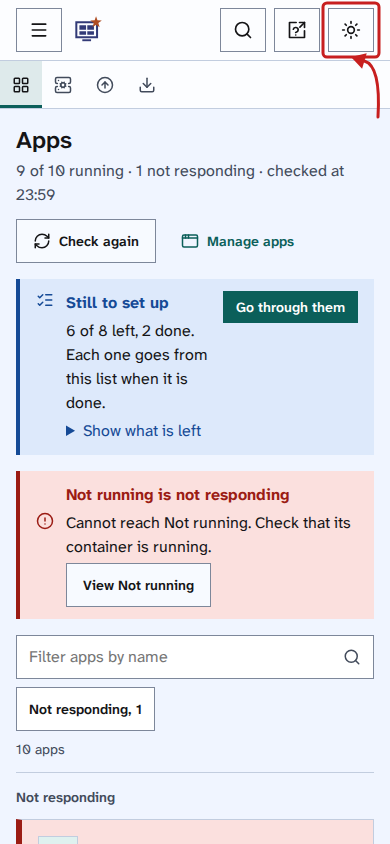 Apps
9 of 10 running · 1 not responding · checked at
23:59
Check again
Manage apps
Still to set up
Go through them
6 of 8 left, 2 done.
Each one goes from
this list when it is
done.
Show what is left
Not running is not responding
Cannot reach Not running. Check that its
container is running.
View Not running
Filter apps by name
Not responding, 1
10 apps
Not responding